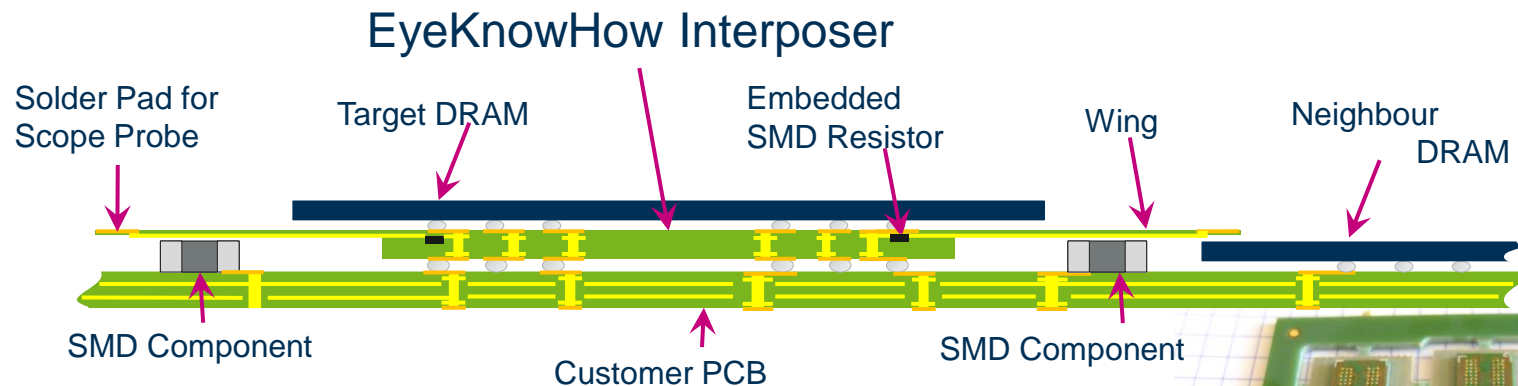 EyeKnowHow Interposer
Solder Pad for
Scope Probe
Target DRAM
Embedded
SMD Resistor
Wing
Neighbour
DRAM
SMD Component
Customer PCB
SMD Component